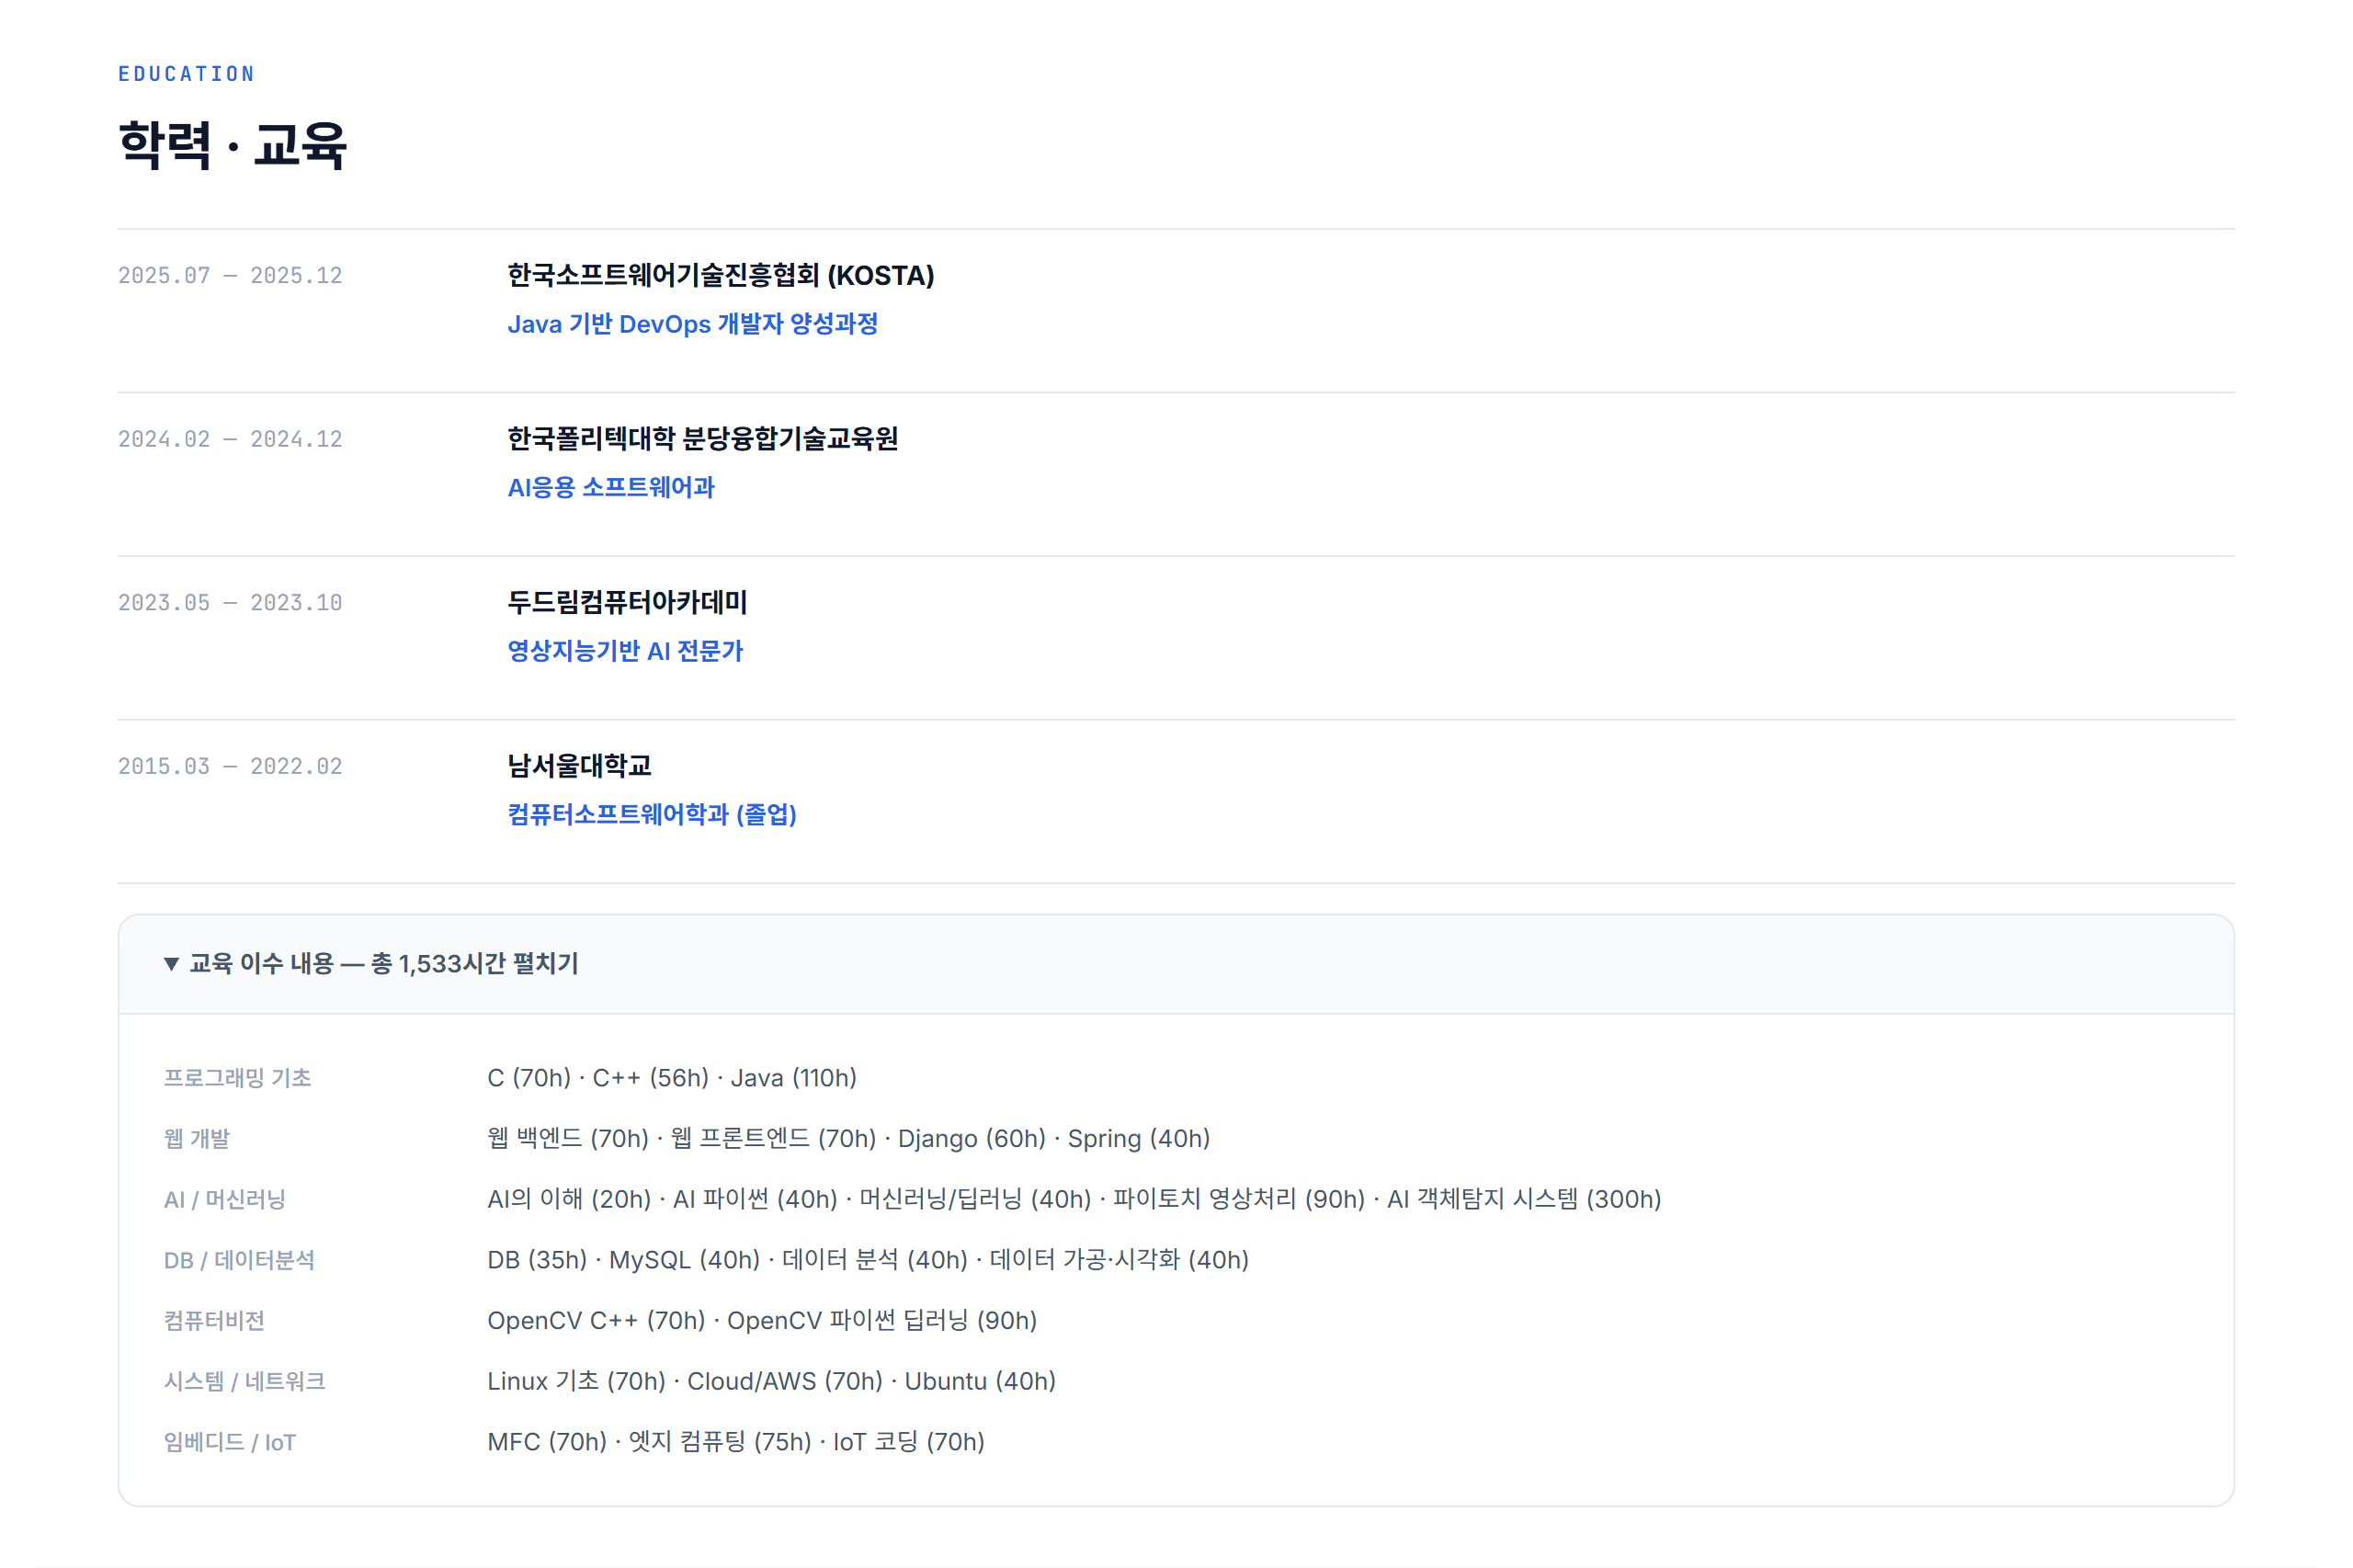 EDUCATION
학력 · 교육
2025.07 — 2025.12
한국소프트웨어기술진흥협회 (KOSTA)
Java 기반 DevOps 개발자 양성과정
2024.02 — 2024.12
한국폴리텍대학 분당융합기술교육원
AI응용 소프트웨어과
2023.05 — 2023.10
두드림컴퓨터아카데미
영상지능기반 AI 전문가
2015.03 — 2022.02
남서울대학교
컴퓨터소프트웨어학과 (졸업)
▼ 교육 이수 내용 — 총 1,533시간 펼치기
프로그래밍 기초 C (70h) · C++ (56h) · Java (110h)
웹 개발 웹 백엔드 (70h) · 웹 프론트엔드 (70h) · Django (60h) · Spring (40h)
AI / 머신러닝 AI의 이해 (20h) · AI 파이썬 (40h) · 머신러닝/딥러닝 (40h) · 파이토치 영상처리 (90h) · AI 객체탐지 시스템 (300h)
DB / 데이터분석 DB (35h) · MySQL (40h) · 데이터 분석 (40h) · 데이터 가공·시각화 (40h)
컴퓨터비전 OpenCV C++ (70h) · OpenCV 파이썬 딥러닝 (90h)
시스템 / 네트워크 Linux 기초 (70h) · Cloud/AWS (70h) · Ubuntu (40h)
임베디드 / IoT MFC (70h) · 엣지 컴퓨팅 (75h) · IoT 코딩 (70h)